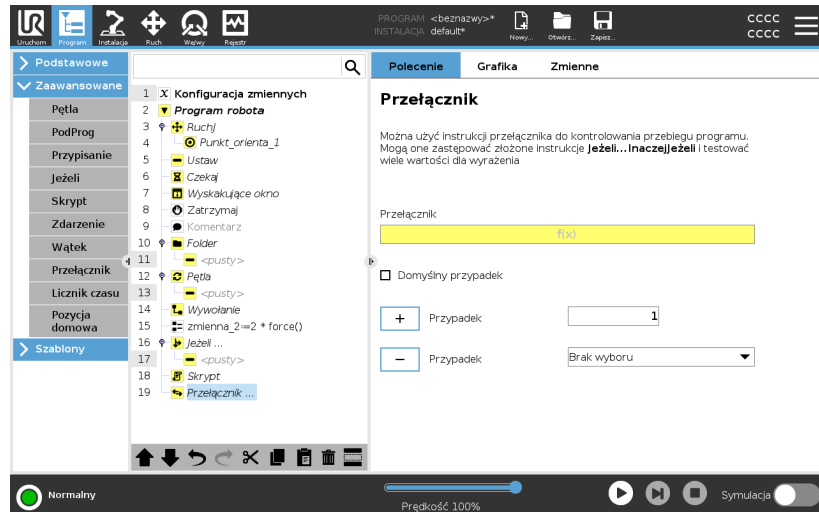 UR
PROGRAM <beznazwy>*
INSTALACJA default*
cccc
cccc
Uruchom Program Instalacja Ruch We/wy Rejestr Nowy... Otwórz... Zapisz...
Podstawowe
Zaawansowane
Pętla
PodProg
Przypisanie
Jeżeli
Skrypt
Zdarzenie
Wątek
Przełącznik
Licznik czasu
Pozycja
domowa
Szablony
1 X Konfiguracja zmiennych
2 Program robota
3 RuchJ
4 Punkt_orienta_1
5 Ustaw
6 Czekaj
7 Wyskakujące okno
8 Zatrzymaj
9 Komentarz
10 Folder
11 <pusty>
12 Pętla
13 <pusty>
14 Wywołanie
15 zmienna_2≔2 * force()
16 Jeżeli ...
17 <pusty>
18 Skrypt
19 Przełącznik ...
Polecenie Grafika Zmienne
Przełącznik
Można użyć instrukcji przełącznika do kontrolowania przebiegu programu.
Mogą one zastępować złożone instrukcje Jeżeli...InaczejJeżeli i testować
wiele wartości dla wyrażenia
Przełącznik
f(x)
Domyślny przypadek
+ Przypadek 1
− Przypadek Brak wyboru
Normalny
Prędkość 100%
Symulacja